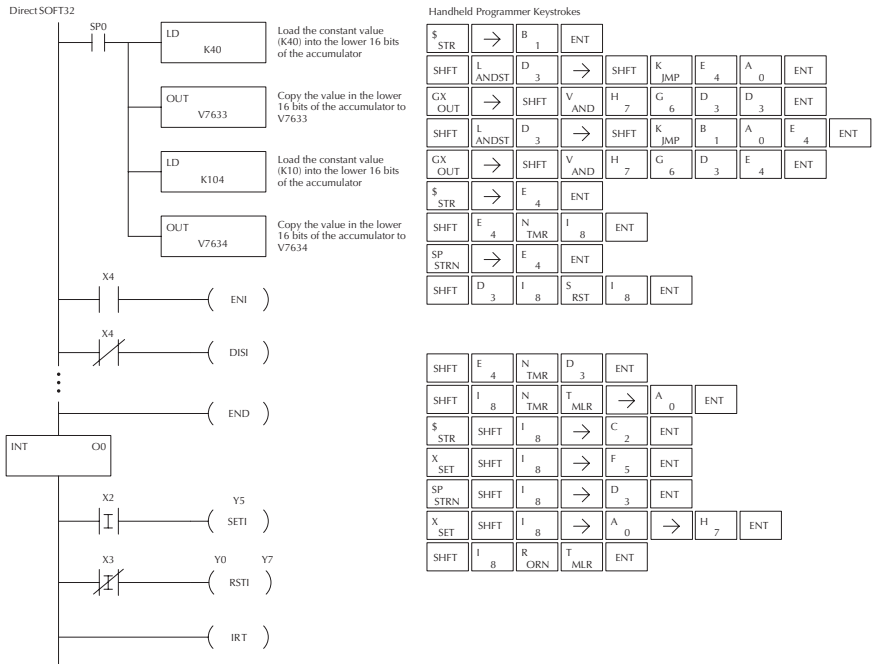 Direct SOFT32
SP0
LD
K40
Load the constant value
(K40) into the lower 16 bits
of the accumulator
OUT
V7633
Copy the value in the lower
16 bits of the accumulator to
V7633
LD
K104
Load the constant value
(K10) into the lower 16 bits
of the accumulator
OUT
V7634
Copy the value in the lower
16 bits of the accumulator to
V7634
X4
ENI
X4
DISI
END
INT O0
X2 Y5
SETI
X3 Y0 Y7
RSTI
IRT
Handheld Programmer Keystrokes
$ STR → B 1 ENT
SHFT L ANDST D 3 → SHFT K JMP E 4 A 0 ENT
GX OUT → SHFT V AND H 7 G 6 D 3 D 3 ENT
SHFT L ANDST D 3 → SHFT K JMP B 1 A 0 E 4 ENT
GX OUT → SHFT V AND H 7 G 6 D 3 E 4 ENT
$ STR → E 4 ENT
SHFT E 4 N TMR I 8 ENT
SP STRN → E 4 ENT
SHFT D 3 I 8 S RST I 8 ENT
SHFT E 4 N TMR D 3 ENT
SHFT I 8 N TMR T MLR → A 0 ENT
$ STR SHFT I 8 → C 2 ENT
X SET SHFT I 8 → F 5 ENT
SP STRN SHFT I 8 → D 3 ENT
X SET SHFT I 8 → A 0 → H 7 ENT
SHFT I 8 R ORN T MLR ENT